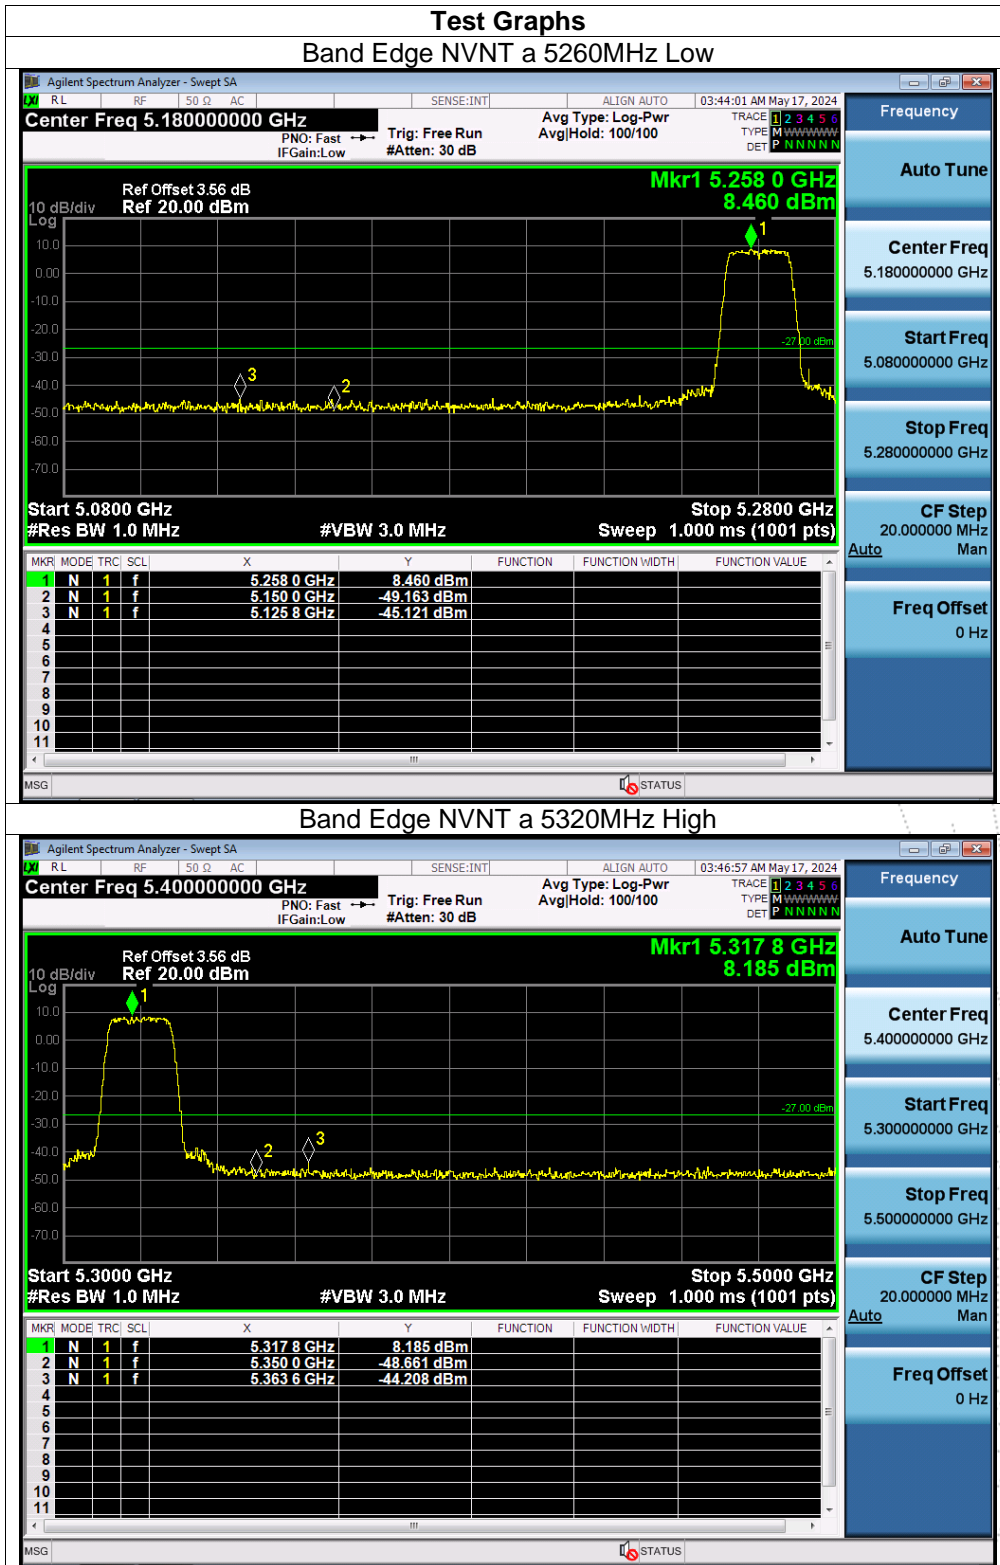 Test Graphs
Band Edge NVNT a 5260MHz Low
Agilent Spectrum Analyzer - Swept SA
LXI RL RF 50 Ω AC SENSE:INT ALIGN AUTO 03:44:01 AM May 17, 2024
Center Freq 5.180000000 GHz
PNO: Fast
IFGain:Low
Trig: Free Run
#Atten: 30 dB
Avg Type: Log-Pwr
Avg|Hold: 100/100
TRACE 1 2 3 4 5 6
TYPE M WWWWW
DET P N N N N N
Ref Offset 3.56 dB
10 dB/div Ref 20.00 dBm
Log
Mkr1 5.258 0 GHz
8.460 dBm
10.0
0.00
-10.0
-20.0
-30.0
-40.0
-50.0
-60.0
-70.0
-27.00 dBm
1
2
3
Start 5.0800 GHz Stop 5.2800 GHz
#Res BW 1.0 MHz #VBW 3.0 MHz Sweep 1.000 ms (1001 pts)
MKR MODE TRC SCL X Y FUNCTION FUNCTION WIDTH FUNCTION VALUE
1 N 1 f 5.258 0 GHz 8.460 dBm
2 N 1 f 5.150 0 GHz -49.163 dBm
3 N 1 f 5.125 8 GHz -45.121 dBm
4
5
6
7
8
9
10
11
MSG STATUS
Frequency
Auto Tune
Center Freq
5.180000000 GHz
Start Freq
5.080000000 GHz
Stop Freq
5.280000000 GHz
CF Step
20.000000 MHz
Auto Man
Freq Offset
0 Hz
Band Edge NVNT a 5320MHz High
Agilent Spectrum Analyzer - Swept SA
LXI RL RF 50 Ω AC SENSE:INT ALIGN AUTO 03:46:57 AM May 17, 2024
Center Freq 5.400000000 GHz
PNO: Fast
IFGain:Low
Trig: Free Run
#Atten: 30 dB
Avg Type: Log-Pwr
Avg|Hold: 100/100
TRACE 1 2 3 4 5 6
TYPE M WWWWW
DET P N N N N N
Ref Offset 3.56 dB
10 dB/div Ref 20.00 dBm
Log
Mkr1 5.317 8 GHz
8.185 dBm
10.0
0.00
-10.0
-20.0
-30.0
-40.0
-50.0
-60.0
-70.0
-27.00 dBm
1
2
3
Start 5.3000 GHz Stop 5.5000 GHz
#Res BW 1.0 MHz #VBW 3.0 MHz Sweep 1.000 ms (1001 pts)
MKR MODE TRC SCL X Y FUNCTION FUNCTION WIDTH FUNCTION VALUE
1 N 1 f 5.317 8 GHz 8.185 dBm
2 N 1 f 5.350 0 GHz -48.661 dBm
3 N 1 f 5.363 6 GHz -44.208 dBm
4
5
6
7
8
9
10
11
MSG STATUS
Frequency
Auto Tune
Center Freq
5.400000000 GHz
Start Freq
5.300000000 GHz
Stop Freq
5.500000000 GHz
CF Step
20.000000 MHz
Auto Man
Freq Offset
0 Hz